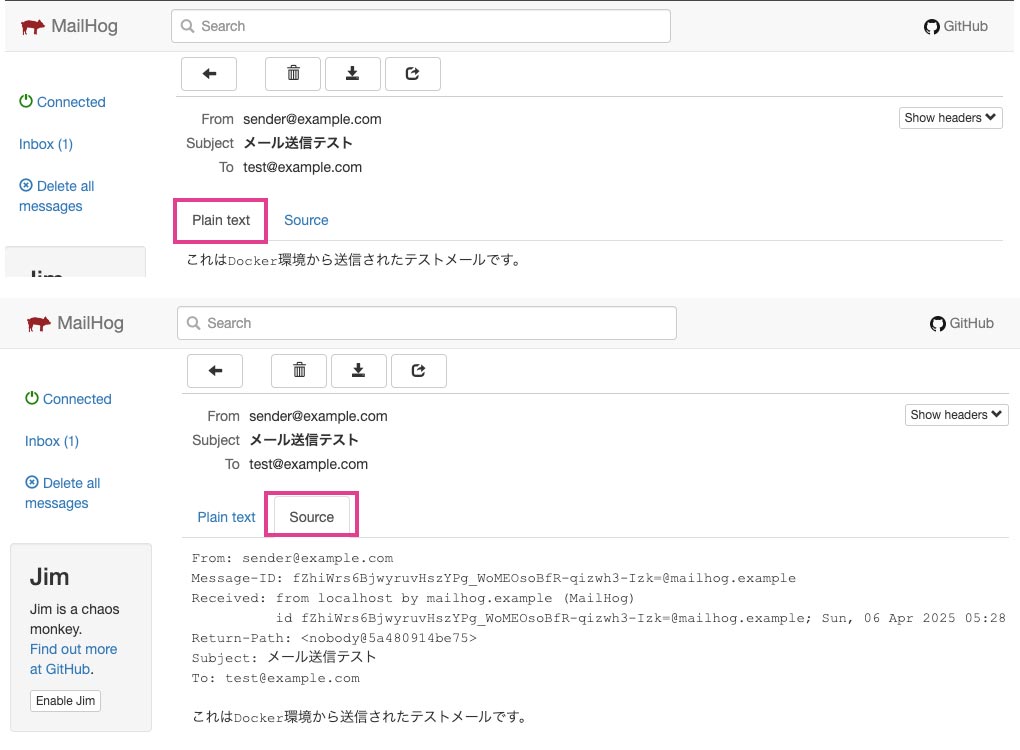 MailHog
Search
GitHub
Connected
Inbox (1)
Delete all
messages
From sender@example.com
Show headers
Subject メール送信テスト
To test@example.com
Plain text Source
これはDocker環境から送信されたテストメールです。
Jim
MailHog
Search
GitHub
Connected
Inbox (1)
Delete all
messages
From sender@example.com
Show headers
Subject メール送信テスト
To test@example.com
Plain text Source
Jim
Jim is a chaos
monkey.
Find out more
at GitHub.
Enable Jim
From: sender@example.com
Message-ID: fZhiWrs6BjwyruvHszYPg_WoMEOsoBfR-qizwh3-Izk=@mailhog.example
Received: from localhost by mailhog.example (MailHog)
id fZhiWrs6BjwyruvHszYPg_WoMEOsoBfR-qizwh3-Izk=@mailhog.example; Sun, 06 Apr 2025 05:28
Return-Path: <nobody@5a480914be75>
Subject: メール送信テスト
To: test@example.com
これはDocker環境から送信されたテストメールです。